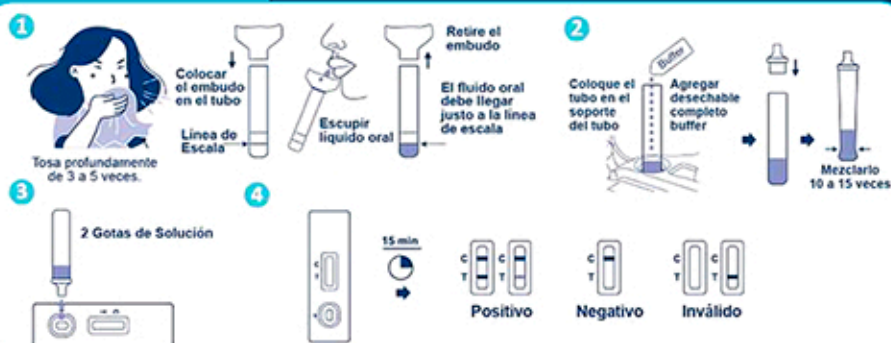 1
Tosa profundamente
de 3 a 5 veces.
Colocar
el embudo
en el tubo
Línea de
Escala
Escupir
líquido oral
Retire el
embudo
El fluido oral
debe llegar
justo a la línea
de escala
2
Coloque el
tubo en el
soporte
del tubo
Buffer
Agregar
desechable
completo
buffer
Mezclarlo
10 a 15 veces
3
2 Gotas de Solución
4
C
T
15 min
C
T
C
T
Positivo
C
T
Negativo
C
T
C
T
Inválido